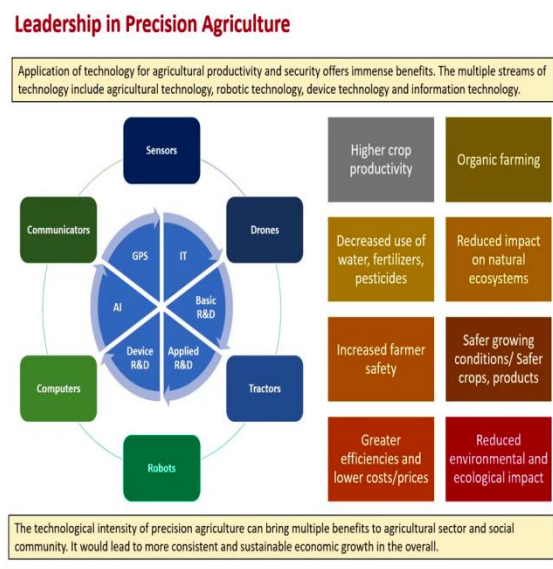 Leadership in Precision Agriculture
Application of technology for agricultural productivity and security offers immense benefits. The multiple streams of
technology include agricultural technology, robotic technology, device technology and information technology.
Sensors
Communicators
Drones
GPS
IT
AI
Basic
R&D
Device
R&D
Applied
R&D
Computers
Tractors
Robots
Higher crop
productivity
Organic farming
Decreased use of
water, fertilizers,
pesticides
Reduced impact
on natural
ecosystems
Increased farmer
safety
Safer growing
conditions/ Safer
crops, products
Greater
efficiencies and
lower costs/prices
Reduced
environmental and
ecological impact
The technological intensity of precision agriculture can bring multiple benefits to agricultural sector and social
community. It would lead to more consistent and sustainable economic growth in the overall.